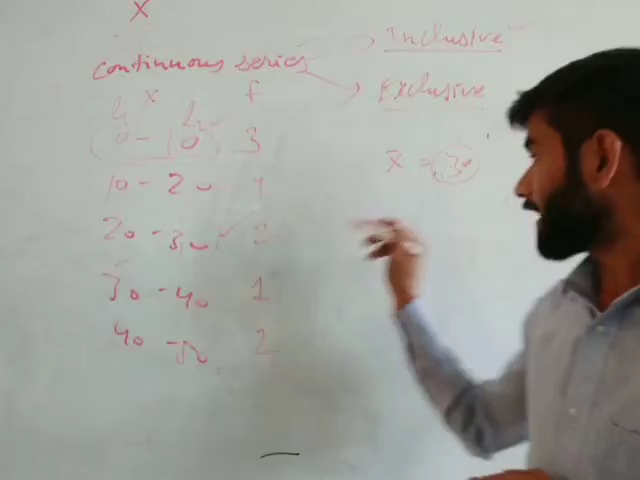 X
continuous series
Inclusive
Exclusive
x f
l₁ l₂
0 - 10 3
10 - 20
20 - 30 2
30 - 40 1
40 - 50 2
x̄ = 30